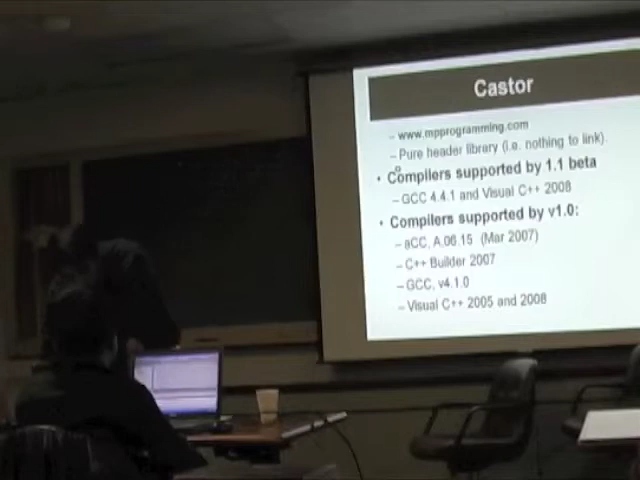 Castor
– www.mpprogramming.com
– Pure header library (i.e. nothing to link).
• Compilers supported by 1.1 beta
– GCC 4.4.1 and Visual C++ 2008
• Compilers supported by v1.0:
– aCC, A.06.15 (Mar 2007)
– C++ Builder 2007
– GCC, v4.1.0
– Visual C++ 2005 and 2008